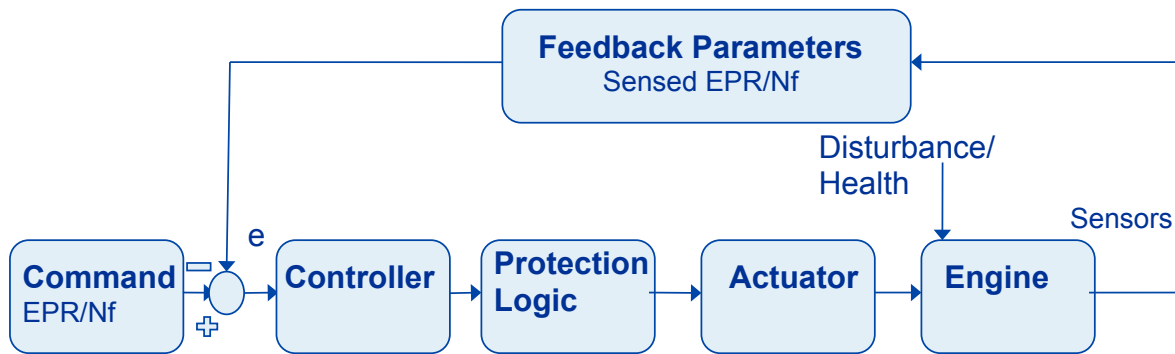 Feedback Parameters
Sensed EPR/Nf
Disturbance/
Health
Sensors
e
Command
EPR/Nf
Controller
Protection
Logic
Actuator
Engine